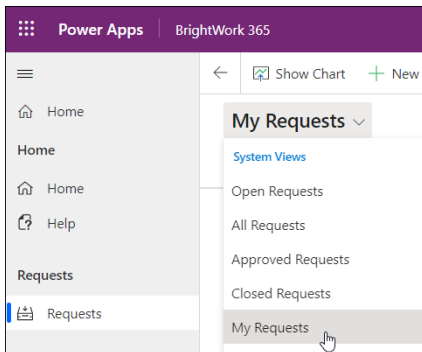 Power Apps BrightWork 365
Show Chart New
Home
My Requests
Home
System Views
Home
Open Requests
Help
All Requests
Approved Requests
Requests
Closed Requests
Requests
My Requests